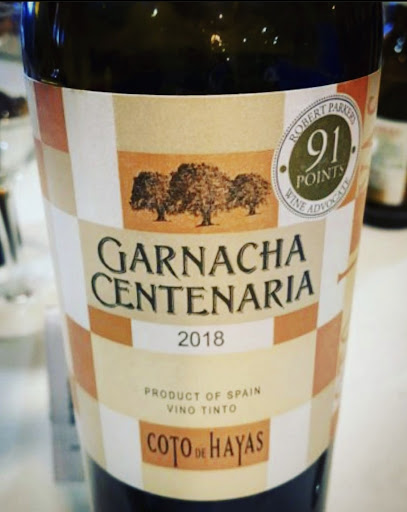 ROBERT PARKER'S
91
POINTS
WINE ADVOCATE
GARNACHA
CENTENARIA
2018
PRODUCT OF SPAIN
VINO TINTO
COTO DE HAYAS